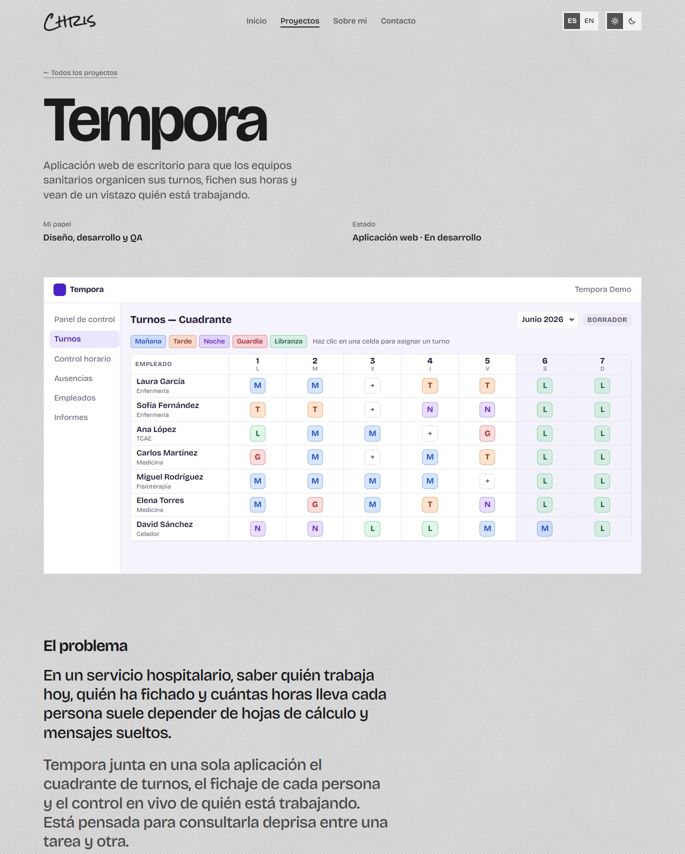 CHRIS
Inicio Proyectos Sobre mí Contacto
ES EN
← Todos los proyectos
Tempora
Aplicación web de escritorio para que los equipos
sanitarios organicen sus turnos, fichen sus horas y
vean de un vistazo quién está trabajando.
Mi papel
Diseño, desarrollo y QA
Estado
Aplicación web · En desarrollo
Tempora
Tempora Demo
Panel de control
Turnos
Control horario
Ausencias
Empleados
Informes
Turnos — Cuadrante
Junio 2026 BORRADOR
Mañana Tarde Noche Guardia Libranza Haz clic en una celda para asignar un turno
EMPLEADO 1 2 3 4 5 6 7
L M X J V S D
Laura García M M + T T L L
Enfermería
Sofía Fernández T T + N N L L
Enfermería
Ana López L M M + G L L
TCAE
Carlos Martínez G M + M T L L
Medicina
Miguel Rodríguez M M M M + L L
Fisioterapia
Elena Torres M G M T N L L
Medicina
David Sánchez N N L L M M L
Celador
El problema
En un servicio hospitalario, saber quién trabaja
hoy, quién ha fichado y cuántas horas lleva cada
persona suele depender de hojas de cálculo y
mensajes sueltos.
Tempora junta en una sola aplicación el
cuadrante de turnos, el fichaje de cada persona
y el control en vivo de quién está trabajando.
Está pensada para consultarla deprisa entre una
tarea y otra.